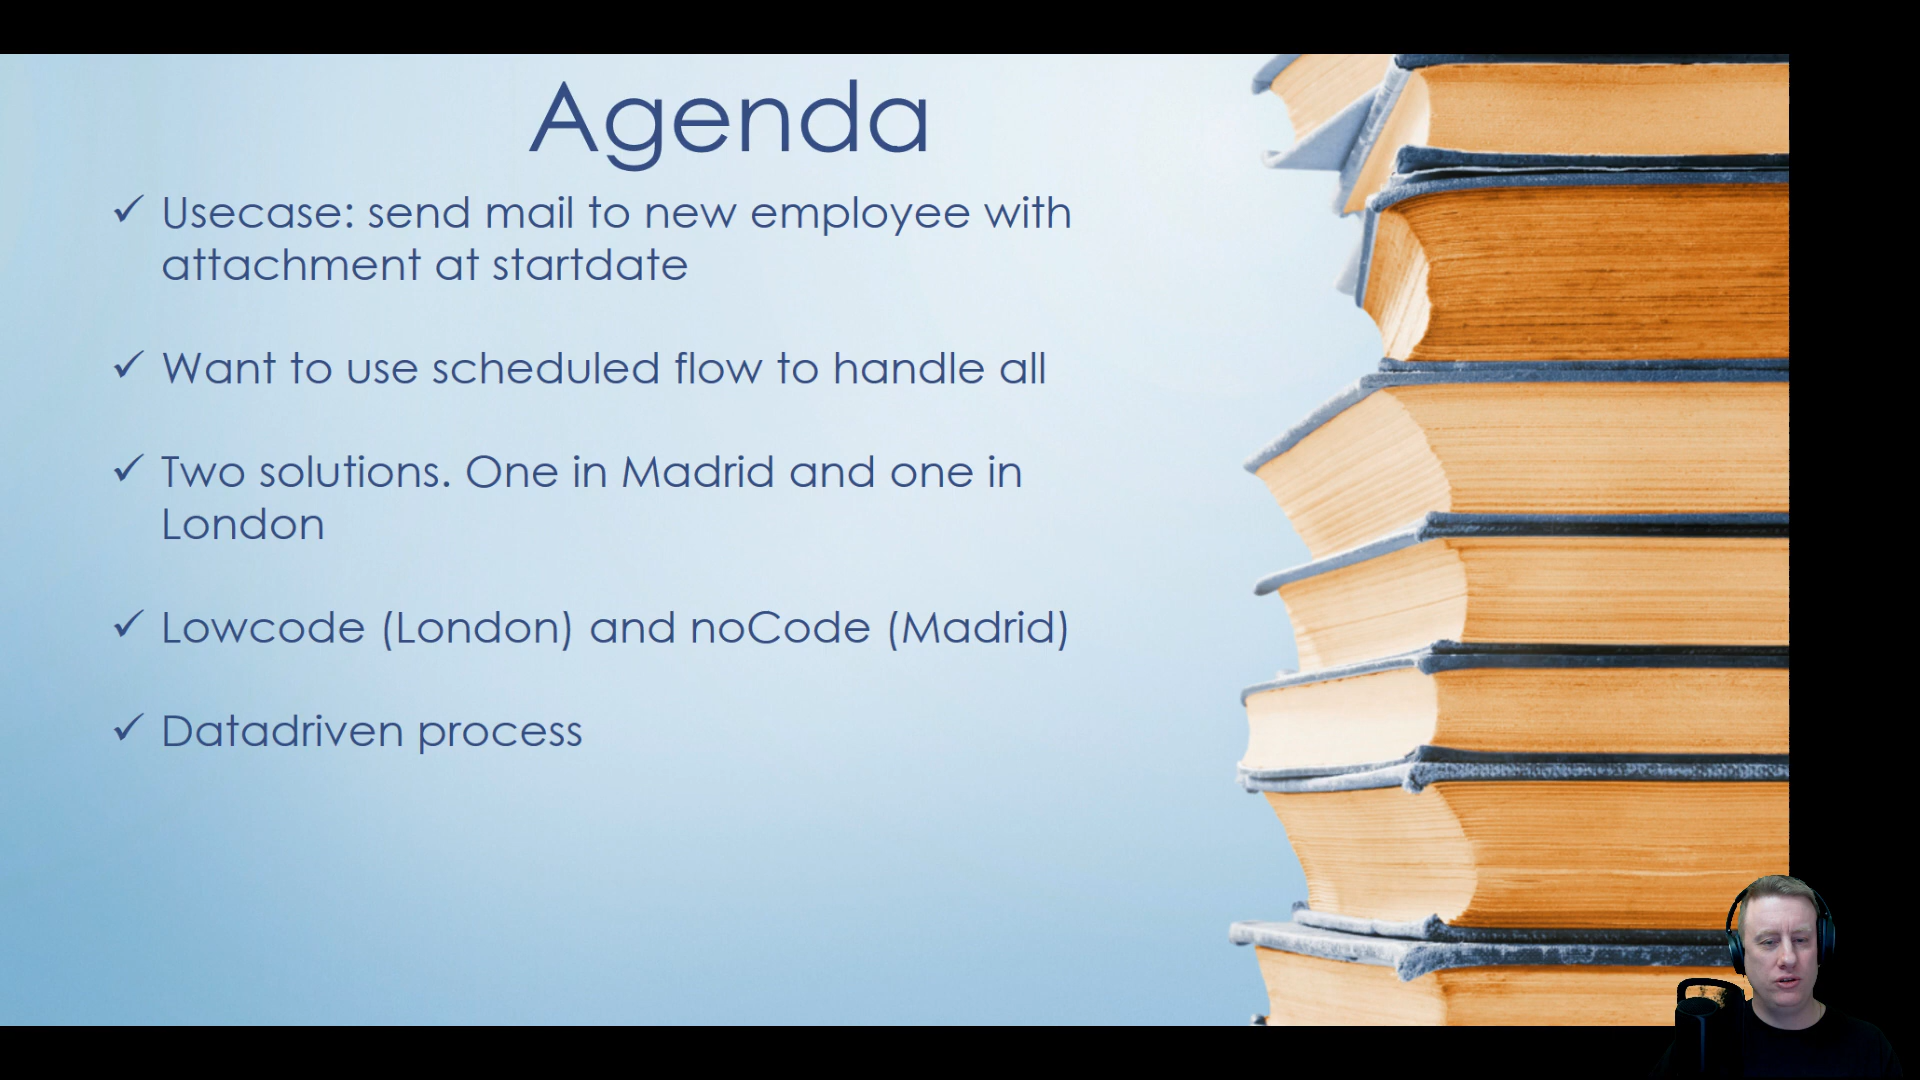 Agenda
✓ Usecase: send mail to new employee with
attachment at startdate
✓ Want to use scheduled flow to handle all
✓ Two solutions. One in Madrid and one in
London
✓ Lowcode (London) and noCode (Madrid)
✓ Datadriven process